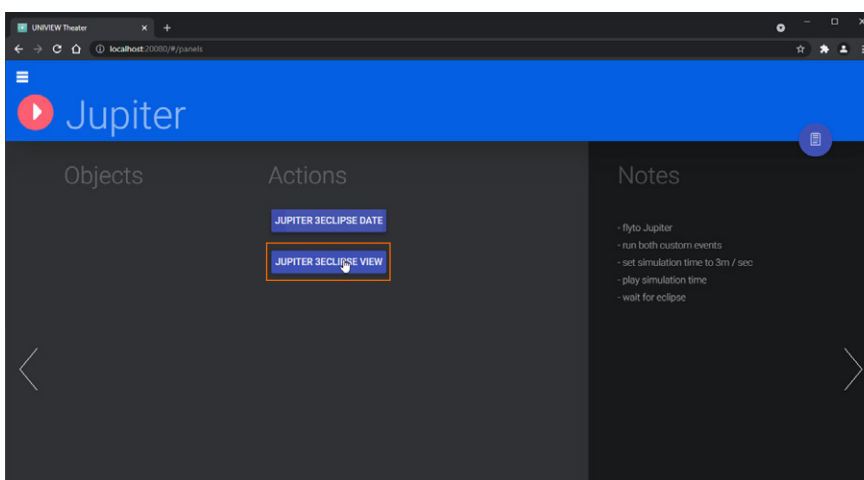 UNIVIEW Theater
localhost:20080/#/panels
Jupiter
Objects
Actions
Notes
JUPITER 3ECLIPSE DATE
JUPITER 3ECLIPSE VIEW
- flyto Jupiter
- run both custom events
- set simulation time to 3m / sec
- play simulation time
- wait for eclipse